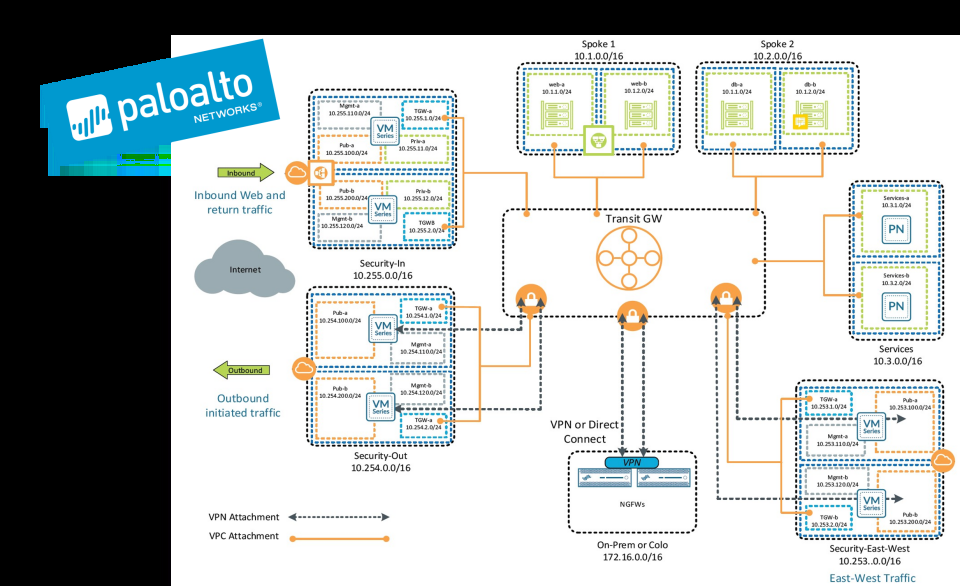 paloalto
NETWORKS®
Spoke 1
10.1.0.0/16
web-a
10.1.1.0/24
web-b
10.1.2.0/24
Spoke 2
10.2.0.0/16
db-a
10.1.1.0/24
db-b
10.1.2.0/24
Mgmt-a
10.255.110.0/24
TGW-a
10.255.1.0/24
VM
Series
Pub-a
10.255.100.0/24
Priv-a
10.255.11.0/24
Pub-b
10.255.200.0/24
Priv-b
10.255.12.0/24
VM
Series
Mgmt-b
10.255.120.0/24
TGWB
10.255.2.0/24
Security-In
10.255.0.0/16
Inbound
Inbound Web and
return traffic
Internet
Transit GW
Services-a
10.3.1.0/24
PN
Services-b
10.3.2.0/24
PN
Services
10.3.0.0/16
Pub-a
10.254.100.0/24
TGW-a
10.254.1.0/24
VM
Series
Mgmt-a
10.254.110.0/24
Pub-b
10.254.200.0/24
Mgmt-b
10.254.120.0/24
VM
Series
TGW-a
10.254.2.0/24
Security-Out
10.254.0.0/16
Outbound
Outbound
initiated traffic
VPN or Direct
Connect
VPN
NGFWs
On-Prem or Colo
172.16.0.0/16
TGW-a
10.253.1.0/24
Pub-a
10.253.100.0/24
VM
Series
Mgmt-a
10.253.110.0/24
Mgmt-b
10.253.120.0/24
VM
Series
TGW-b
10.253.2.0/24
Pub-b
10.253.200.0/24
Security-East-West
10.253..0.0/16
East-West Traffic
VPN Attachment
VPC Attachment